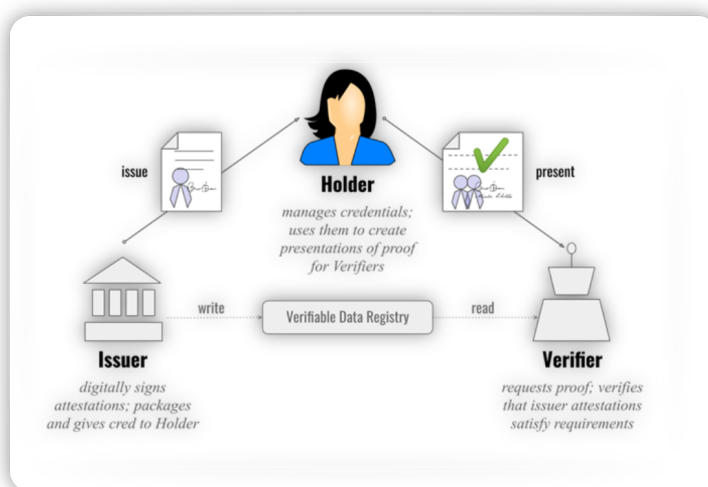 issue
present
Holder
manages credentials;
uses them to create
presentations of proof
for Verifiers
write
Verifiable Data Registry
read
Issuer
digitally signs
attestations; packages
and gives cred to Holder
Verifier
requests proof; verifies
that issuer attestations
satisfy requirements